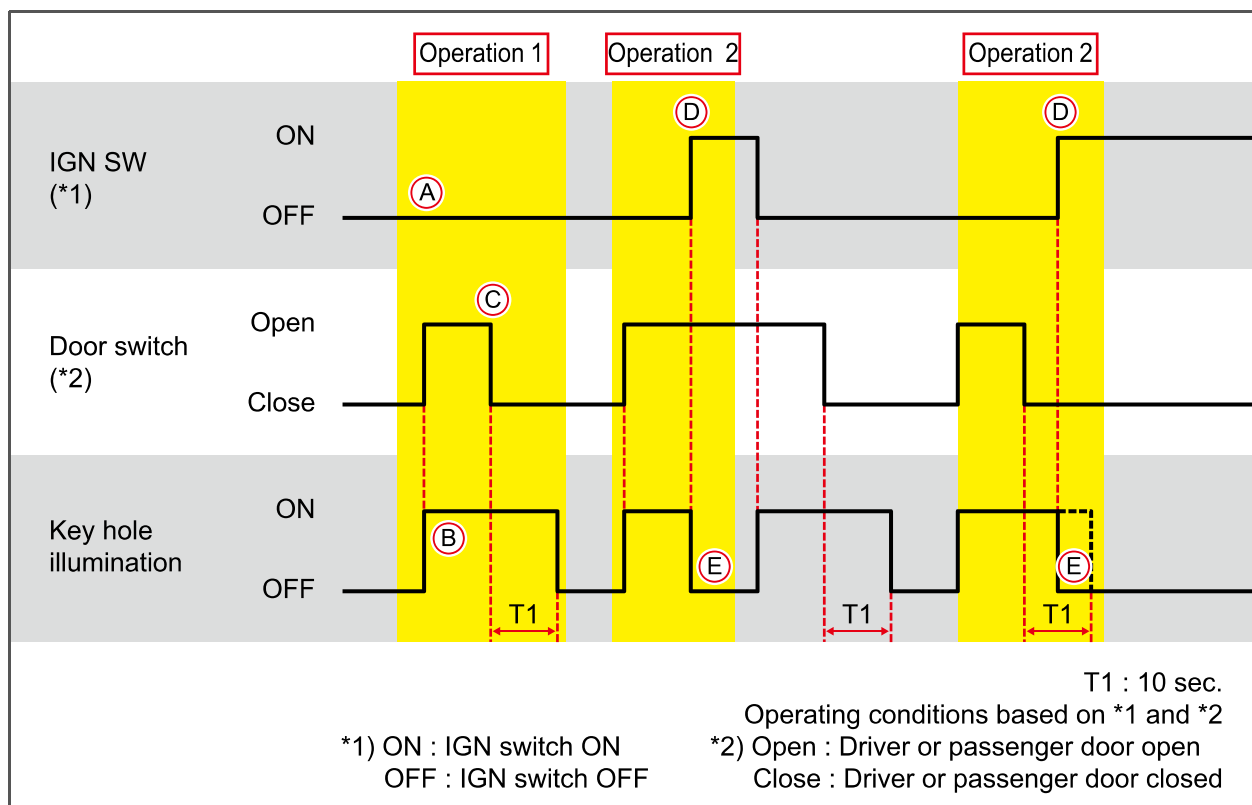 Operation 1
Operation 2
Operation 2
IGN SW
(*1)
ON
OFF
A
D
D
Door switch
(*2)
Open
Close
C
Key hole
illumination
ON
OFF
B
E
E
T1
T1
T1
T1 : 10 sec.
Operating conditions based on *1 and *2
*1) ON : IGN switch ON
OFF : IGN switch OFF
*2) Open : Driver or passenger door open
Close : Driver or passenger door closed